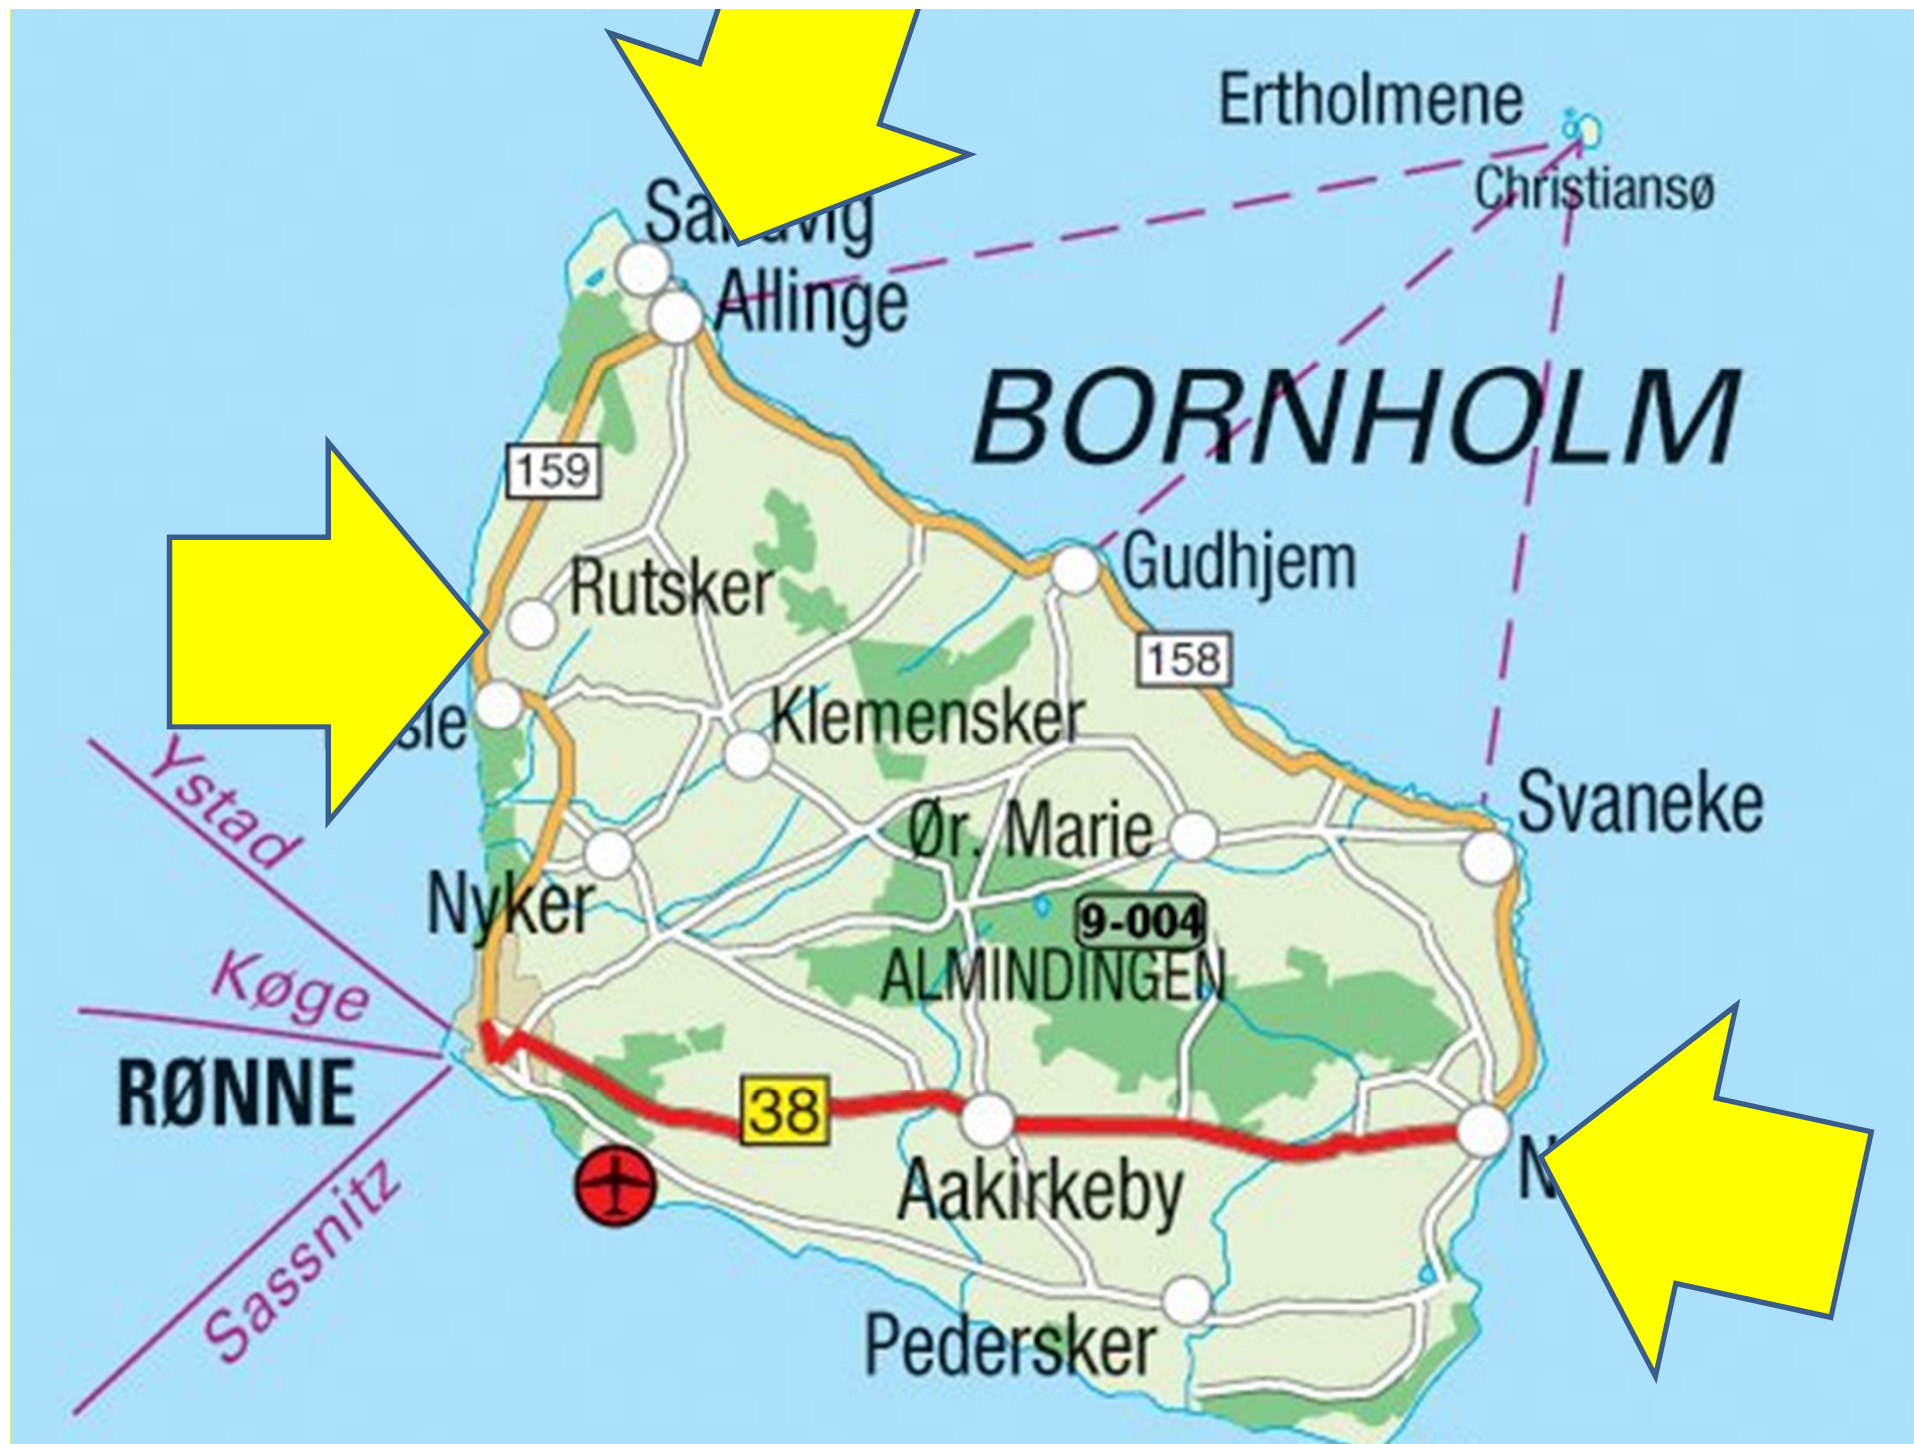 Ertholmene
Christiansø
Allinge
BORNHOLM
159
Gudhjem
Rutsker
158
Klemensker
Ystad
Svaneke
Ør. Marie
Nyker
9-004
ALMINDINGEN
Køge
RØNNE
38
Aakirkeby
Sassnitz
Pedersker